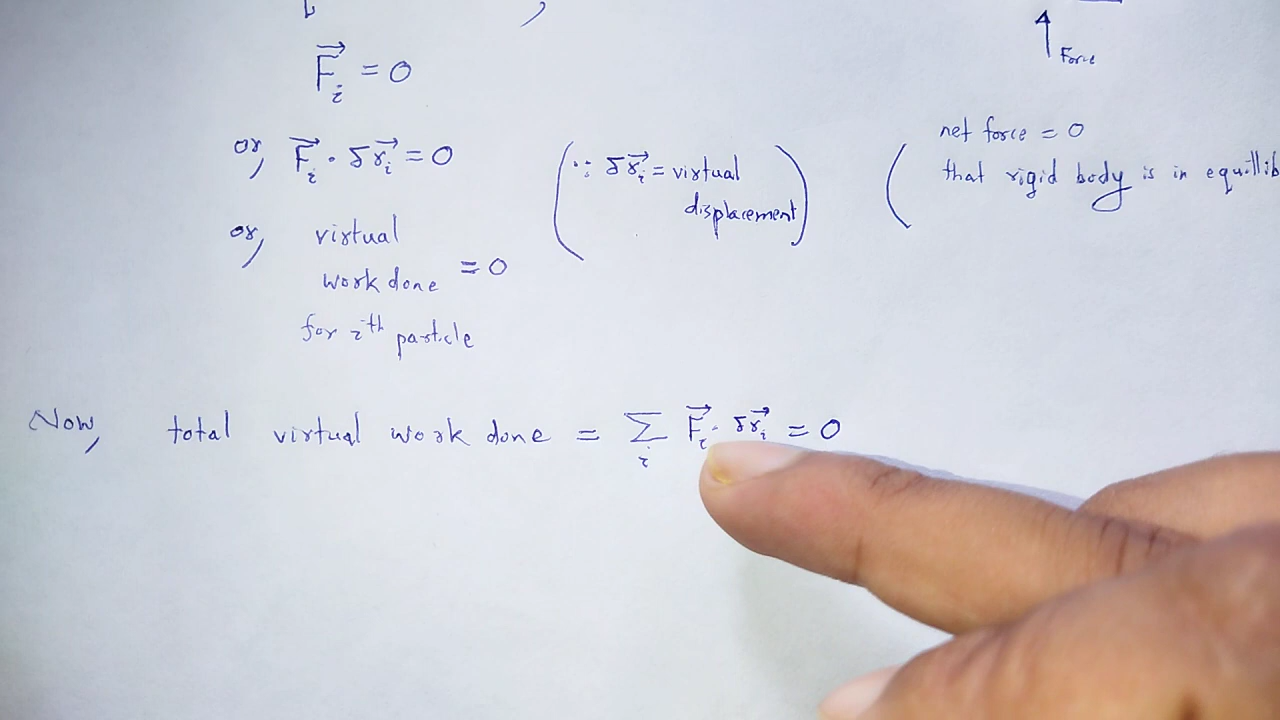 Force
F⃗ᵢ = 0
net force = 0
or, F⃗ᵢ · δr⃗ᵢ = 0 (∵ δr⃗ᵢ = virtual
displacement)
( that rigid body is in equillib
or, virtual
work done = 0
for iᵗʰ particle
Now, total virtual work done = Σᵢ F⃗ᵢ · δr⃗ᵢ = 0